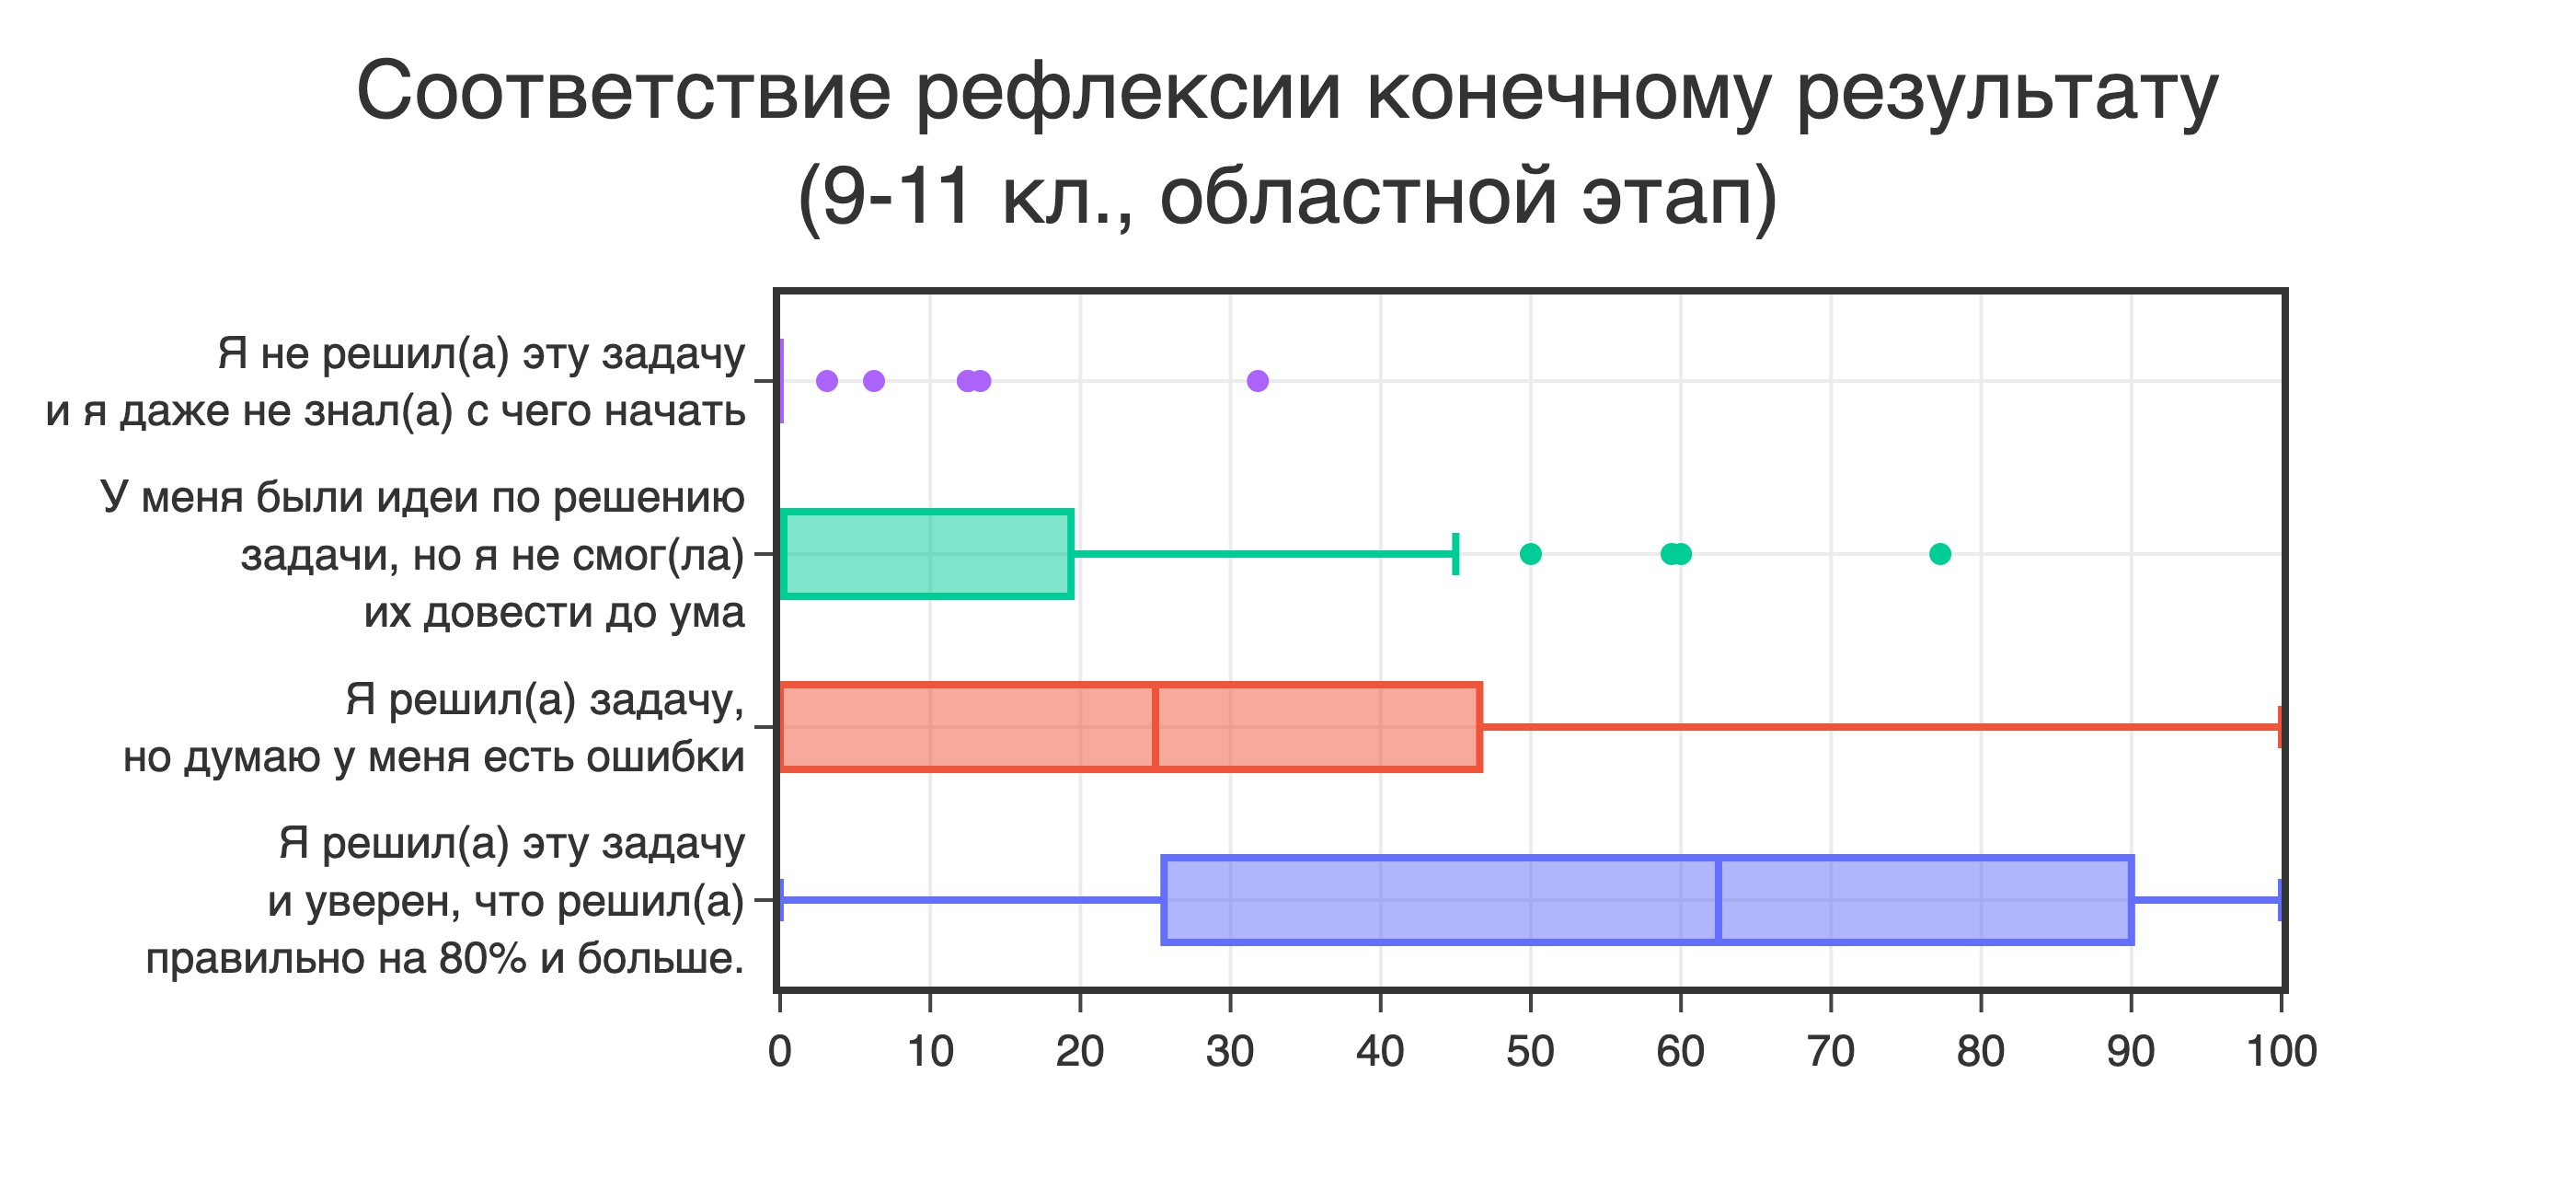 Соответствие рефлексии конечному результату
(9-11 кл., областной этап)
Я не решил(а) эту задачу
и я даже не знал(а) с чего начать
У меня были идеи по решению
задачи, но я не смог(ла)
их довести до ума
Я решил(а) задачу,
но думаю у меня есть ошибки
Я решил(а) эту задачу
и уверен, что решил(а)
правильно на 80% и больше.
0 10 20 30 40 50 60 70 80 90 100